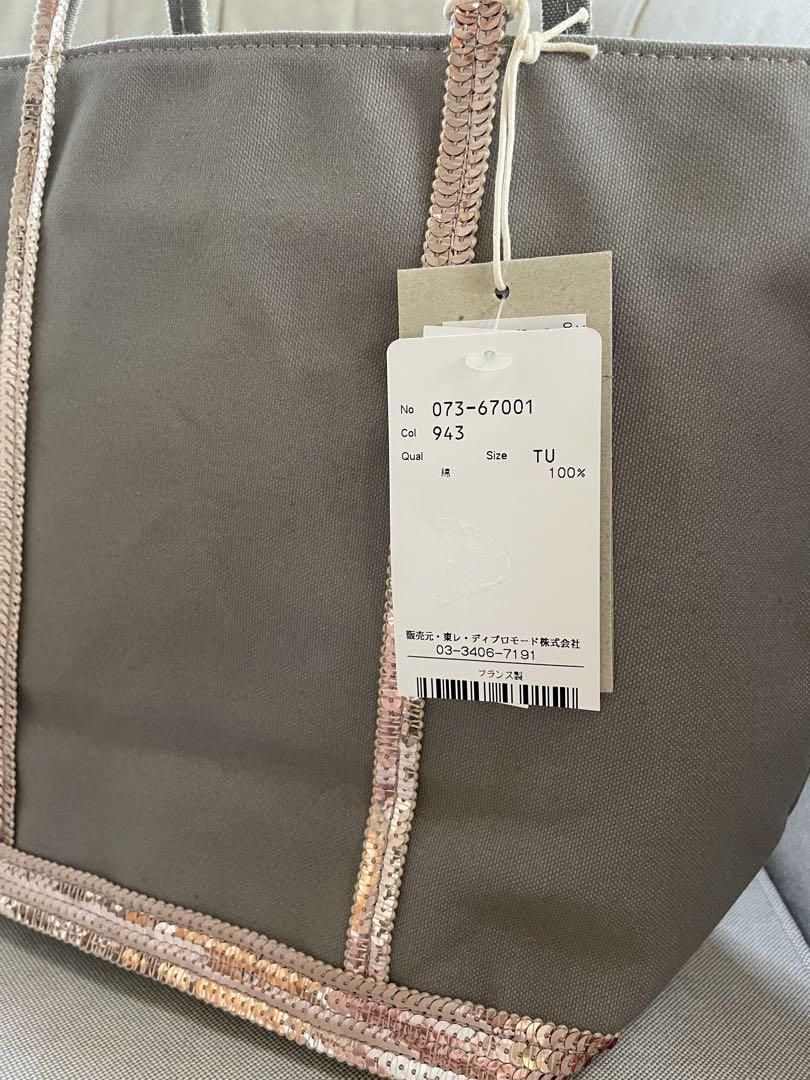 No 073-67001
Col 943
Qual Size TU
綿 100%
販売元・東レ・ディプロモード株式会社
03-3406-7191
フランス製